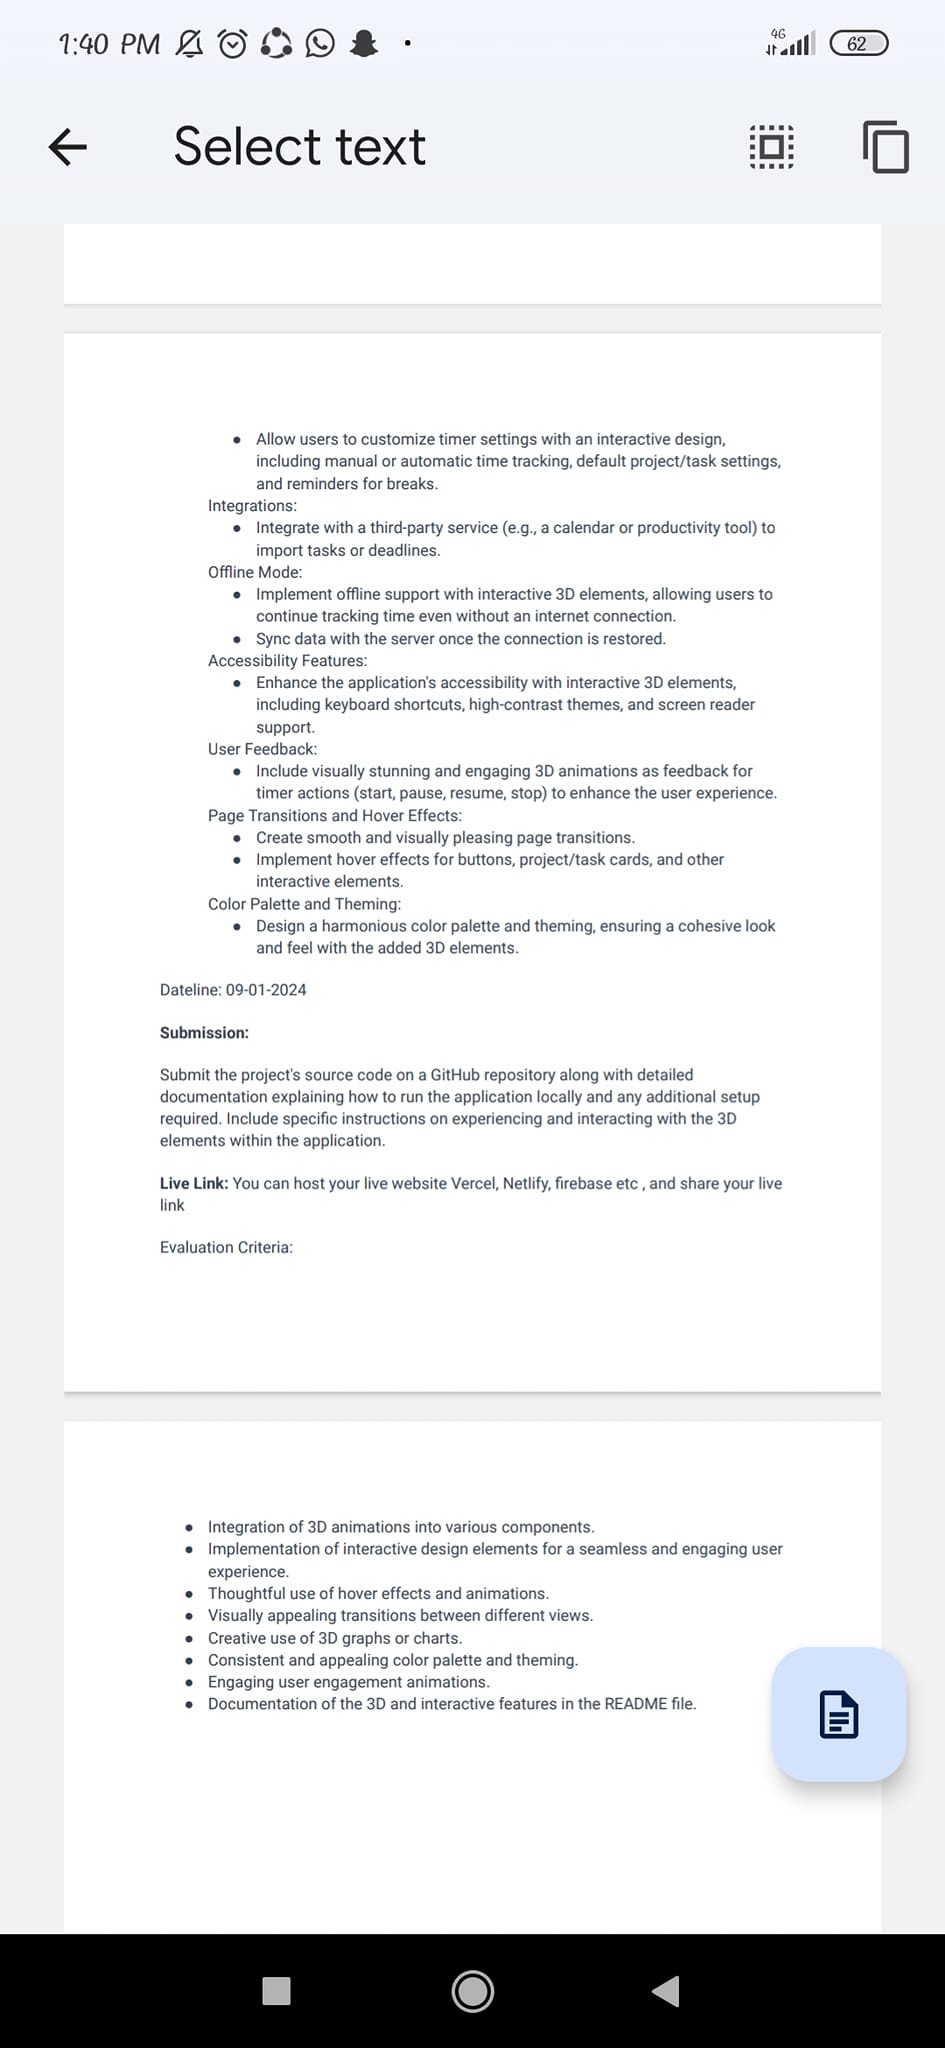 1:40 PM
4G
62
Select text
● Allow users to customize timer settings with an interactive design,
including manual or automatic time tracking, default project/task settings,
and reminders for breaks.
Integrations:
● Integrate with a third-party service (e.g., a calendar or productivity tool) to
import tasks or deadlines.
Offline Mode:
● Implement offline support with interactive 3D elements, allowing users to
continue tracking time even without an internet connection.
● Sync data with the server once the connection is restored.
Accessibility Features:
● Enhance the application's accessibility with interactive 3D elements,
including keyboard shortcuts, high-contrast themes, and screen reader
support.
User Feedback:
● Include visually stunning and engaging 3D animations as feedback for
timer actions (start, pause, resume, stop) to enhance the user experience.
Page Transitions and Hover Effects:
● Create smooth and visually pleasing page transitions.
● Implement hover effects for buttons, project/task cards, and other
interactive elements.
Color Palette and Theming:
● Design a harmonious color palette and theming, ensuring a cohesive look
and feel with the added 3D elements.
Dateline: 09-01-2024
Submission:
Submit the project's source code on a GitHub repository along with detailed
documentation explaining how to run the application locally and any additional setup
required. Include specific instructions on experiencing and interacting with the 3D
elements within the application.
Live Link: You can host your live website Vercel, Netlify, firebase etc , and share your live
link
Evaluation Criteria:
● Integration of 3D animations into various components.
● Implementation of interactive design elements for a seamless and engaging user
experience.
● Thoughtful use of hover effects and animations.
● Visually appealing transitions between different views.
● Creative use of 3D graphs or charts.
● Consistent and appealing color palette and theming.
● Engaging user engagement animations.
● Documentation of the 3D and interactive features in the README file.